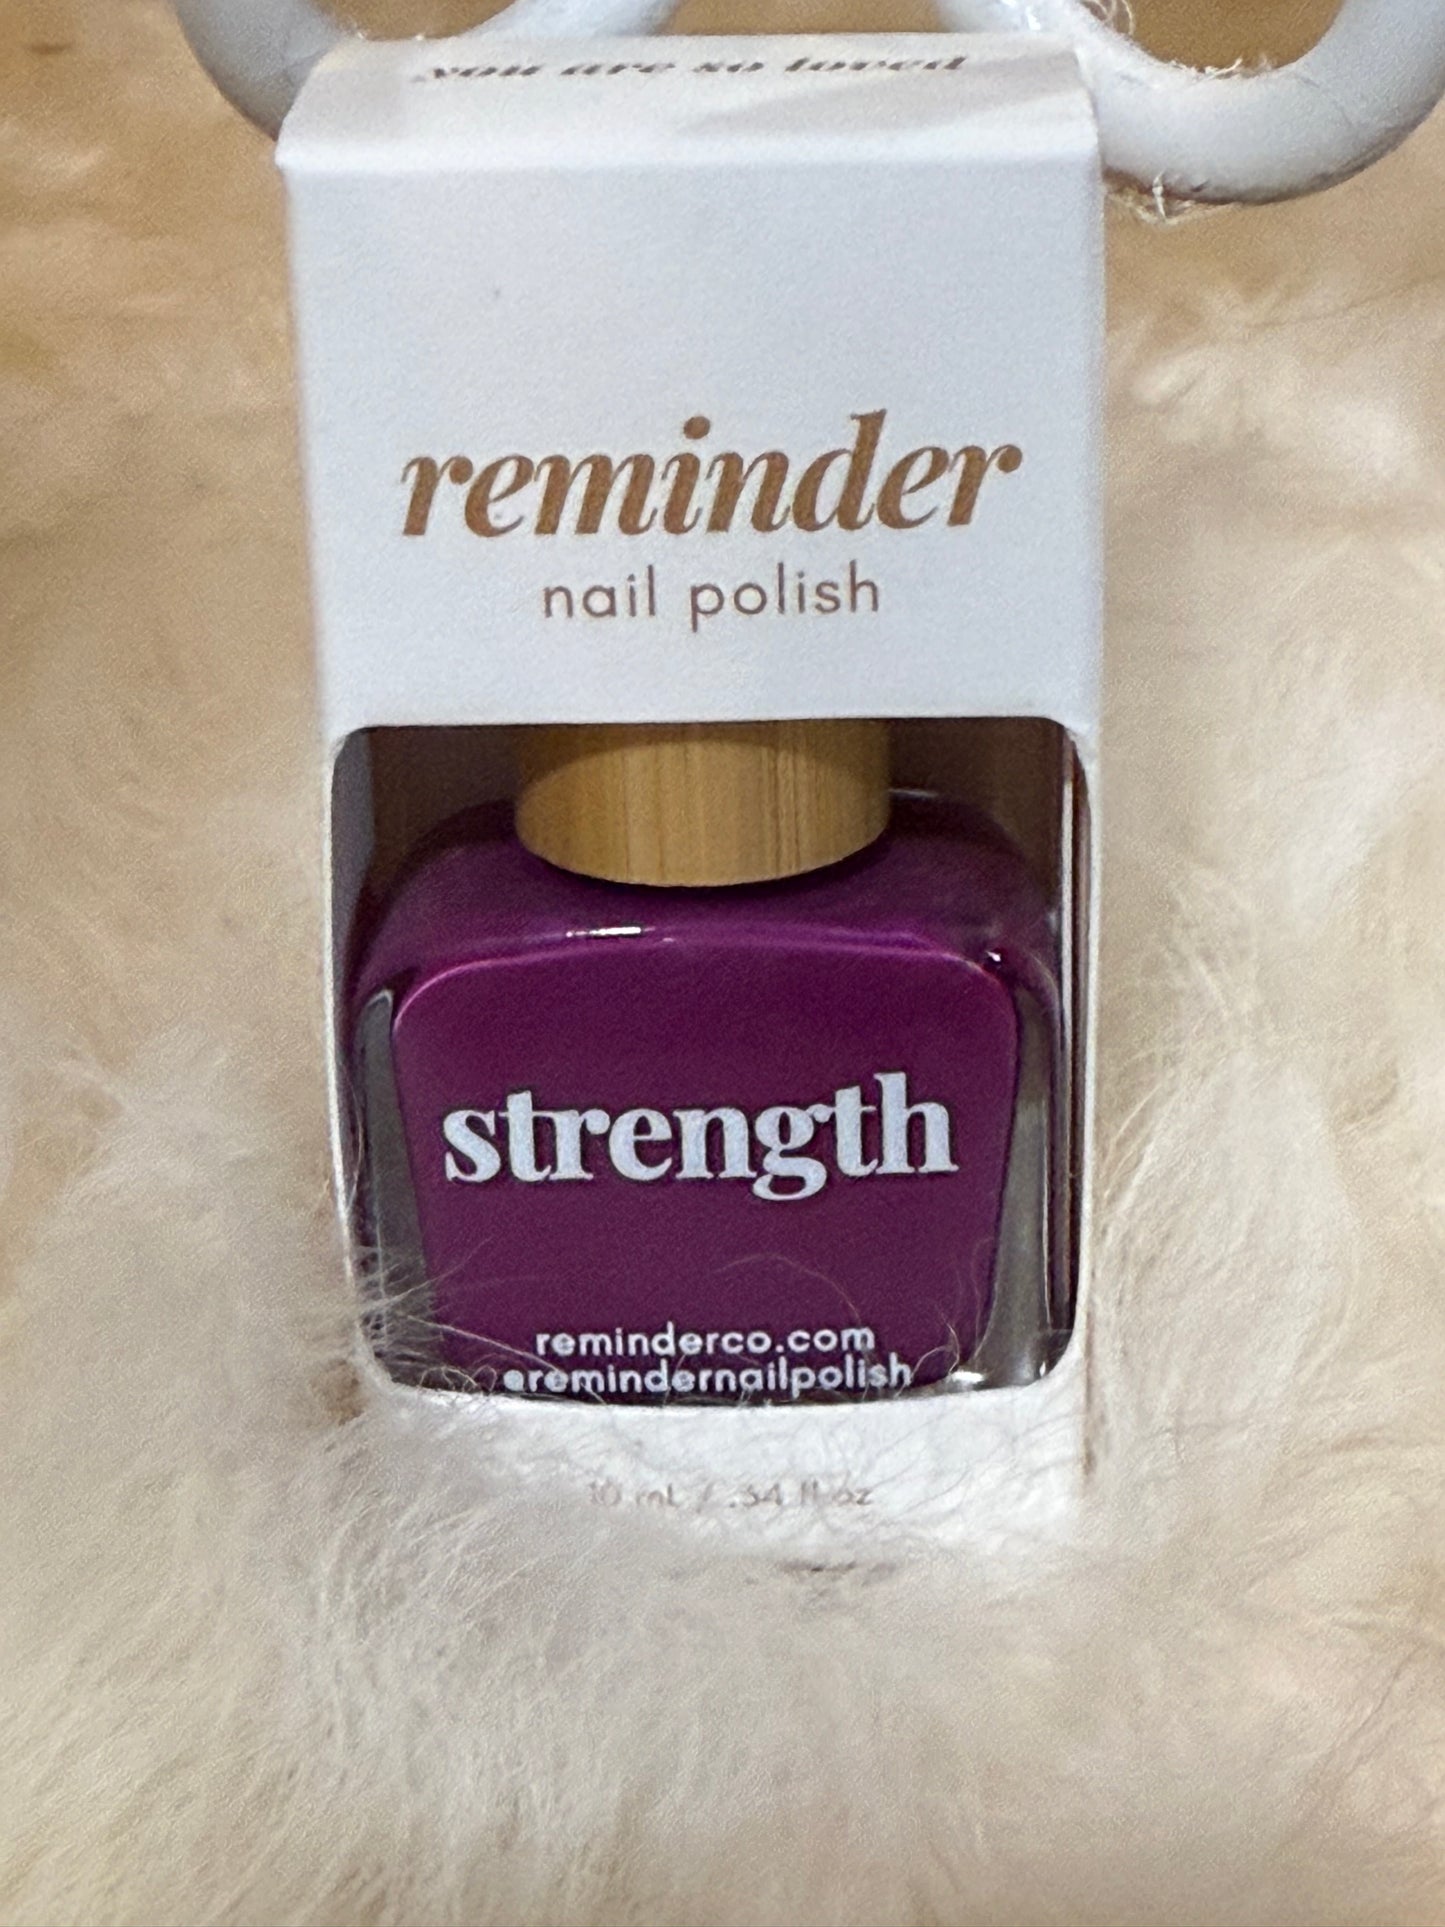 you are so loved
reminder
nail polish
strength
reminderco.com
@remindernailpolish
10 mL / .34 fl oz